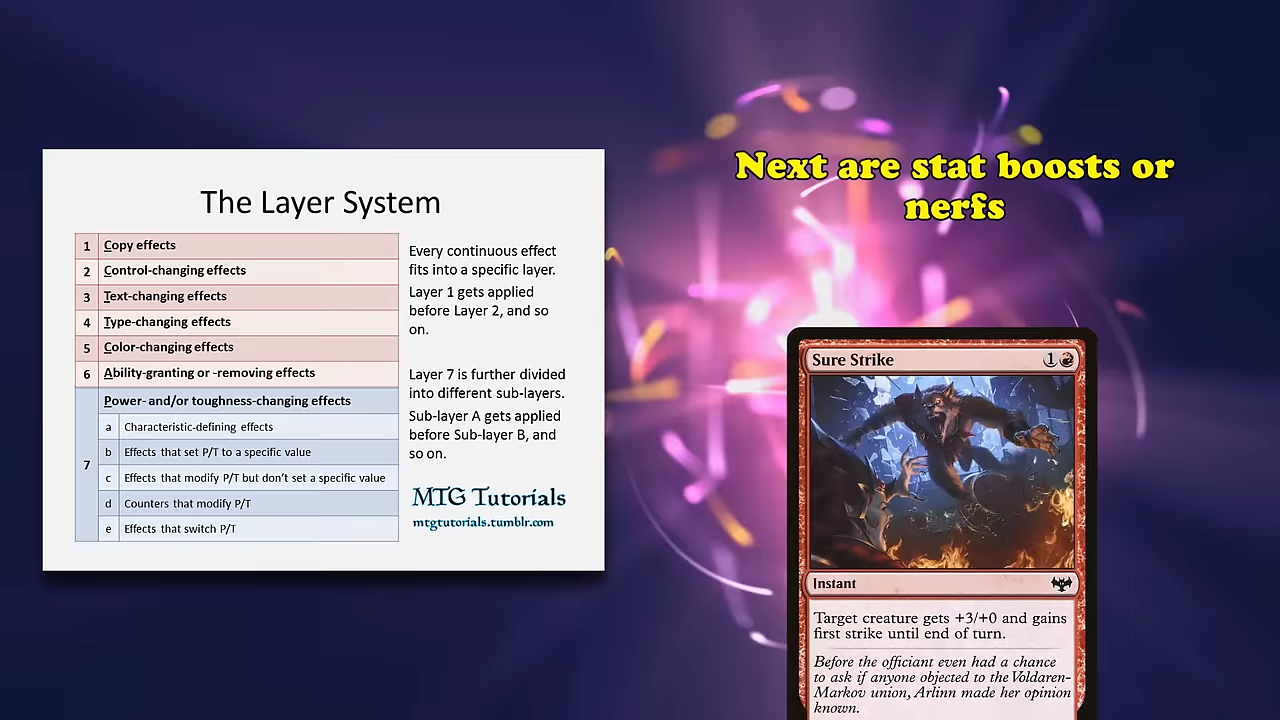 The Layer System
1 Copy effects
2 Control-changing effects
3 Text-changing effects
4 Type-changing effects
5 Color-changing effects
6 Ability-granting or -removing effects
7
Power- and/or toughness-changing effects
a Characteristic-defining effects
b Effects that set P/T to a specific value
c Effects that modify P/T but don't set a specific value
d Counters that modify P/T
e Effects that switch P/T
Every continuous effect
fits into a specific layer.
Layer 1 gets applied
before Layer 2, and so
on.
Layer 7 is further divided
into different sub-layers.
Sub-layer A gets applied
before Sub-layer B, and
so on.
MTG Tutorials
mtgtutorials.tumblr.com
Next are stat boosts or
nerfs
Sure Strike 1
Instant
Target creature gets +3/+0 and gains
first strike until end of turn.
Before the officiant even had a chance
to ask if anyone objected to the Voldaren-
Markov union, Arlinn made her opinion
known.